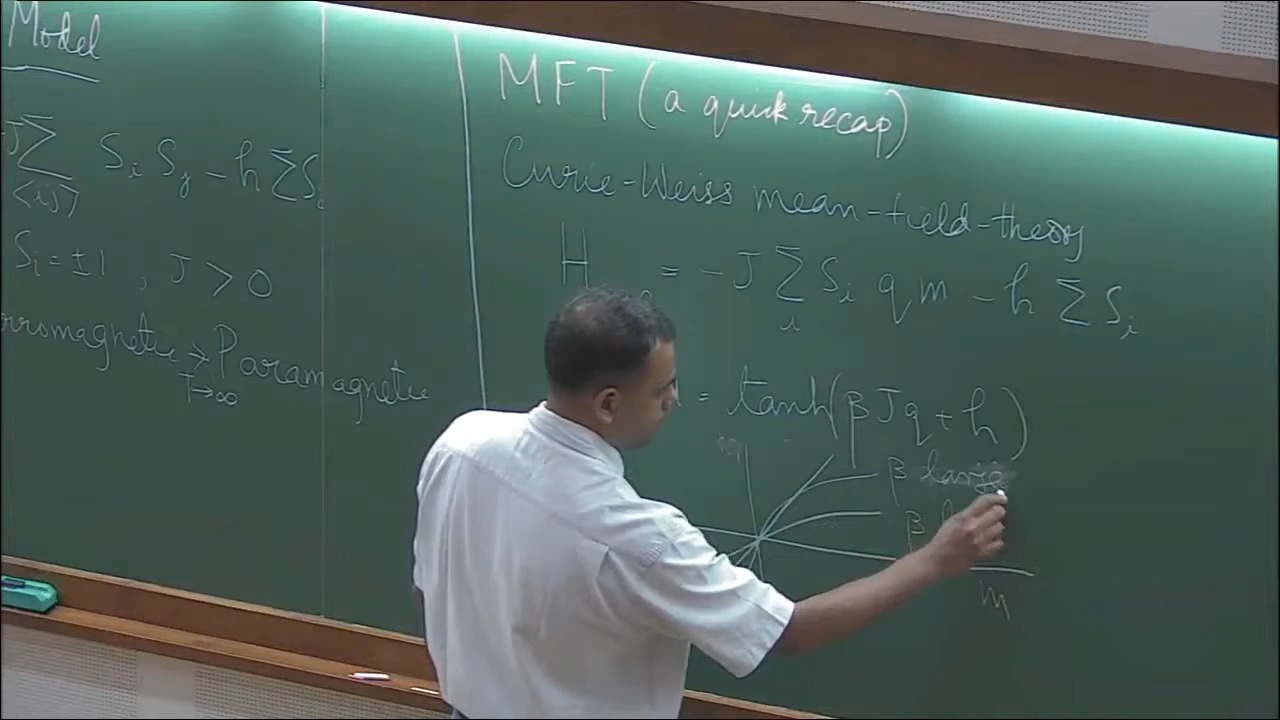 Model
J∑ S_i S_j - h ∑S_i
<ij>
S_i = ±1 , J > 0
Paramagnetic
T→∞
MFT (a quick recap)
Curie-Weiss mean-field-theory
H = -J ∑ S_i q m - h ∑ S_i
i
= tanh(βJq + h)
m
β large
β
m